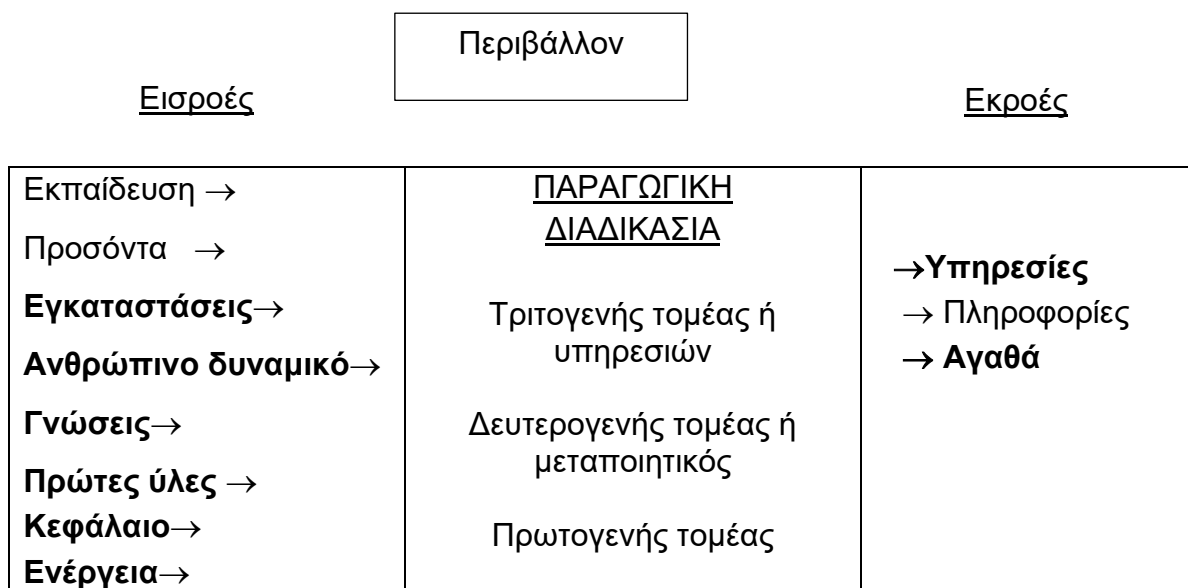 Περιβάλλον
Εισροές
Εκροές
Εκπαίδευση →
Προσόντα →
Εγκαταστάσεις→
Ανθρώπινο δυναμικό→
Γνώσεις→
Πρώτες ύλες →
Κεφάλαιο→
Ενέργεια→
ΠΑΡΑΓΩΓΙΚΗ
ΔΙΑΔΙΚΑΣΙΑ
Τριτογενής τομέας ή
υπηρεσιών
Δευτερογενής τομέας ή
μεταποιητικός
Πρωτογενής τομέας
→Υπηρεσίες
→ Πληροφορίες
→ Αγαθά